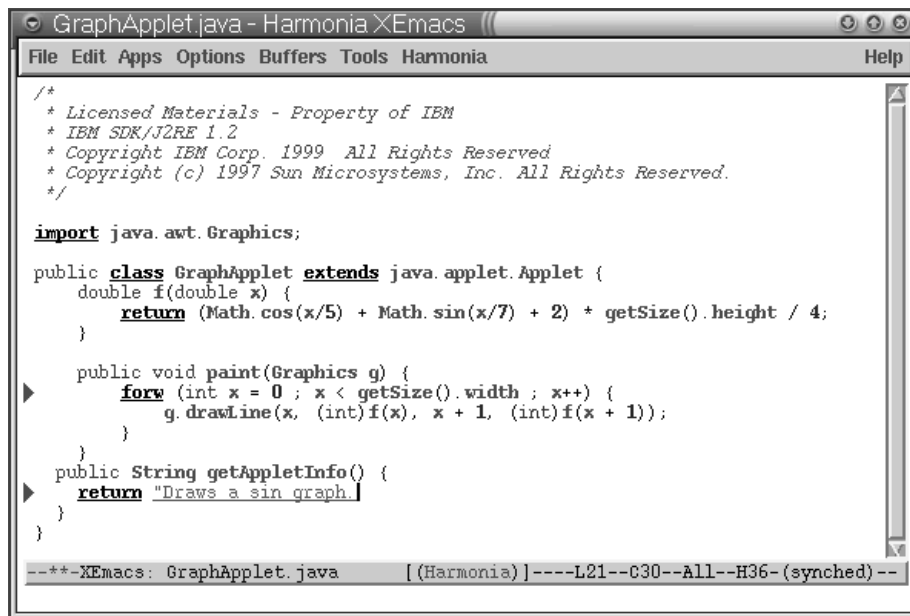 GraphApplet.java - Harmonia XEmacs
File Edit Apps Options Buffers Tools Harmonia Help
/*
* Licensed Materials - Property of IBM
* IBM SDK/J2RE 1.2
* Copyright IBM Corp. 1999 All Rights Reserved
* Copyright (c) 1997 Sun Microsystems, Inc. All Rights Reserved.
*/
import java.awt.Graphics;
public class GraphApplet extends java.applet.Applet {
double f(double x) {
return (Math.cos(x/5) + Math.sin(x/7) + 2) * getSize().height / 4;
}
public void paint(Graphics g) {
forw (int x = 0 ; x < getSize().width ; x++) {
g.drawLine(x, (int)f(x), x + 1, (int)f(x + 1));
}
}
public String getAppletInfo() {
return "Draws a sin graph.
}
}
--**-XEmacs: GraphApplet.java [(Harmonia)]----L21--C30--All--H36-(synched)--